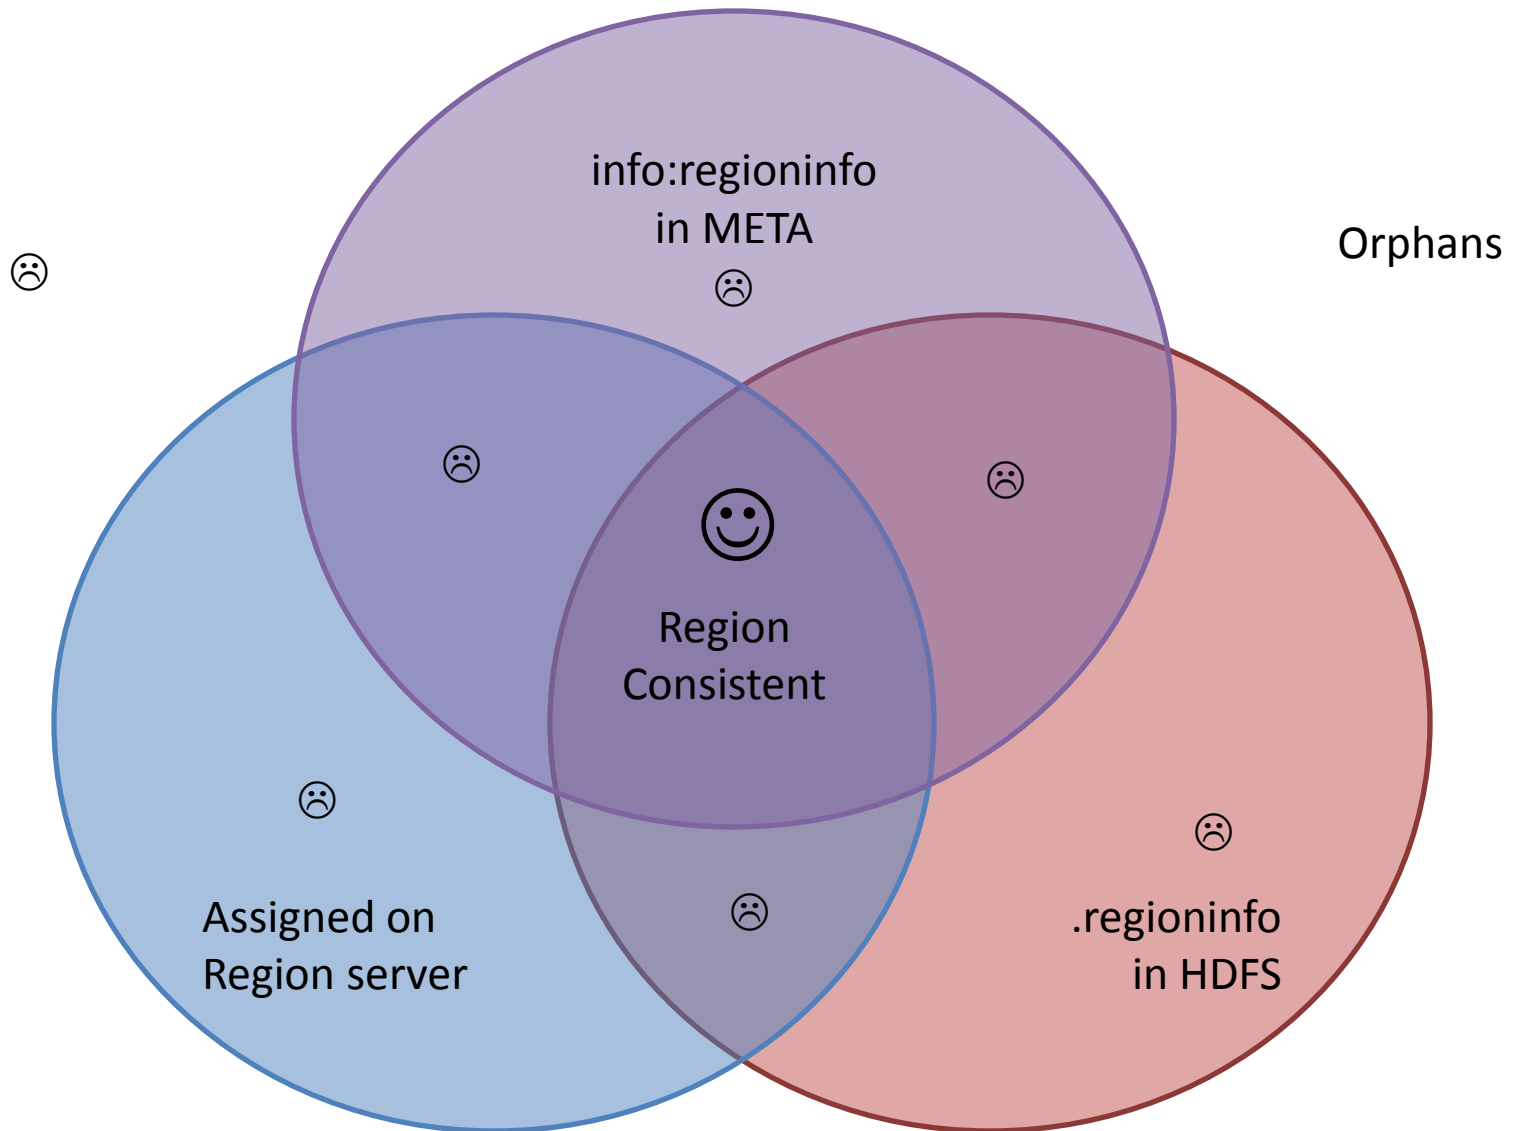 info:regioninfo
in META
Orphans
Region
Consistent
Assigned on
Region server
.regioninfo
in HDFS